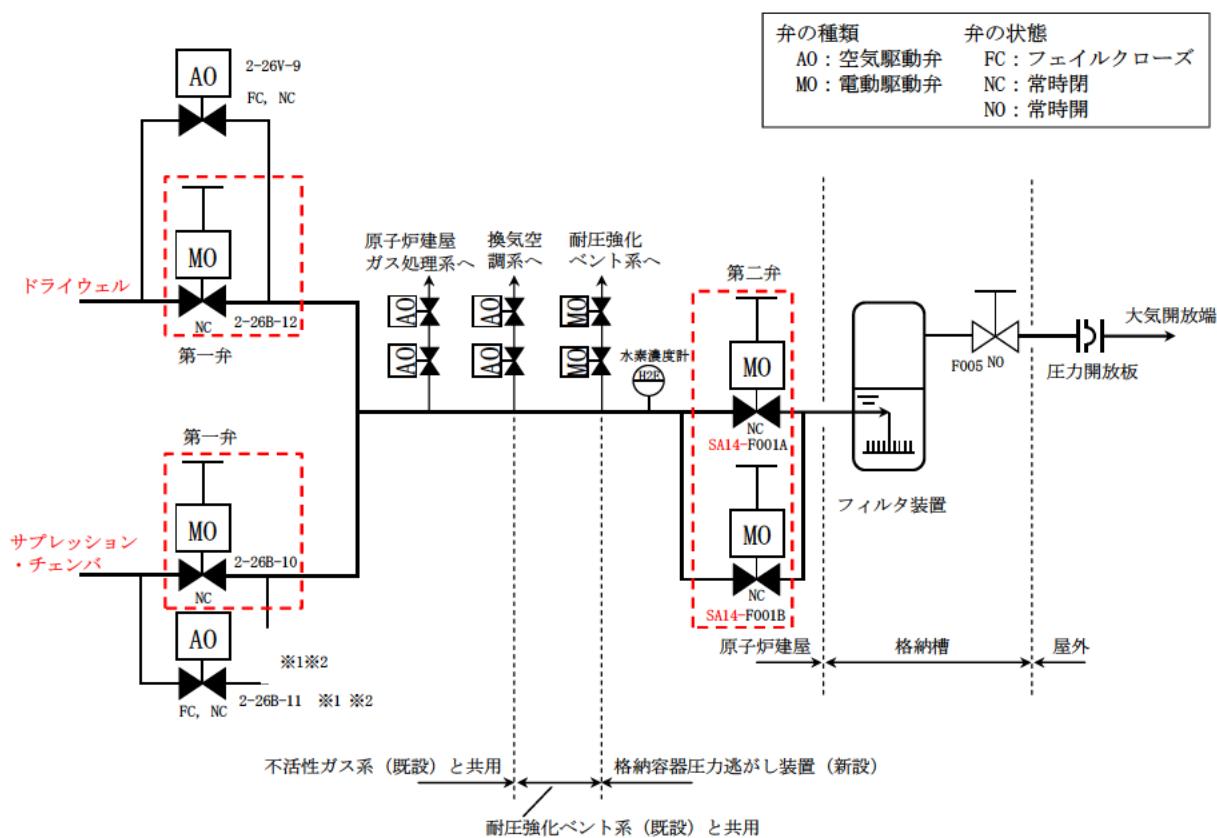 弁の種類
AO：空気駆動弁
MO：電動駆動弁
弁の状態
FC：フェイルクローズ
NC：常時閉
NO：常時開
AO
2-26V-9
FC, NC
MO
ドライウェル
NC
2-26B-12
第一弁
原子炉建屋
ガス処理系へ
換気空
調系へ
耐圧強化
ベント系へ
AO
AO
MO
AO
AO
MO
水素濃度計
H2E
第二弁
MO
NC
SA14-F001A
MO
NC
SA14-F001B
フィルタ装置
F005
NO
圧力開放板
大気開放端
第一弁
MO
サプレッション
・チェンバ
2-26B-10
NC
AO
※1※2
2-26B-11 ※1 ※2
FC, NC
原子炉建屋
格納槽
屋外
不活性ガス系（既設）と共用
格納容器圧力逃がし装置（新設）
耐圧強化ベント系（既設）と共用